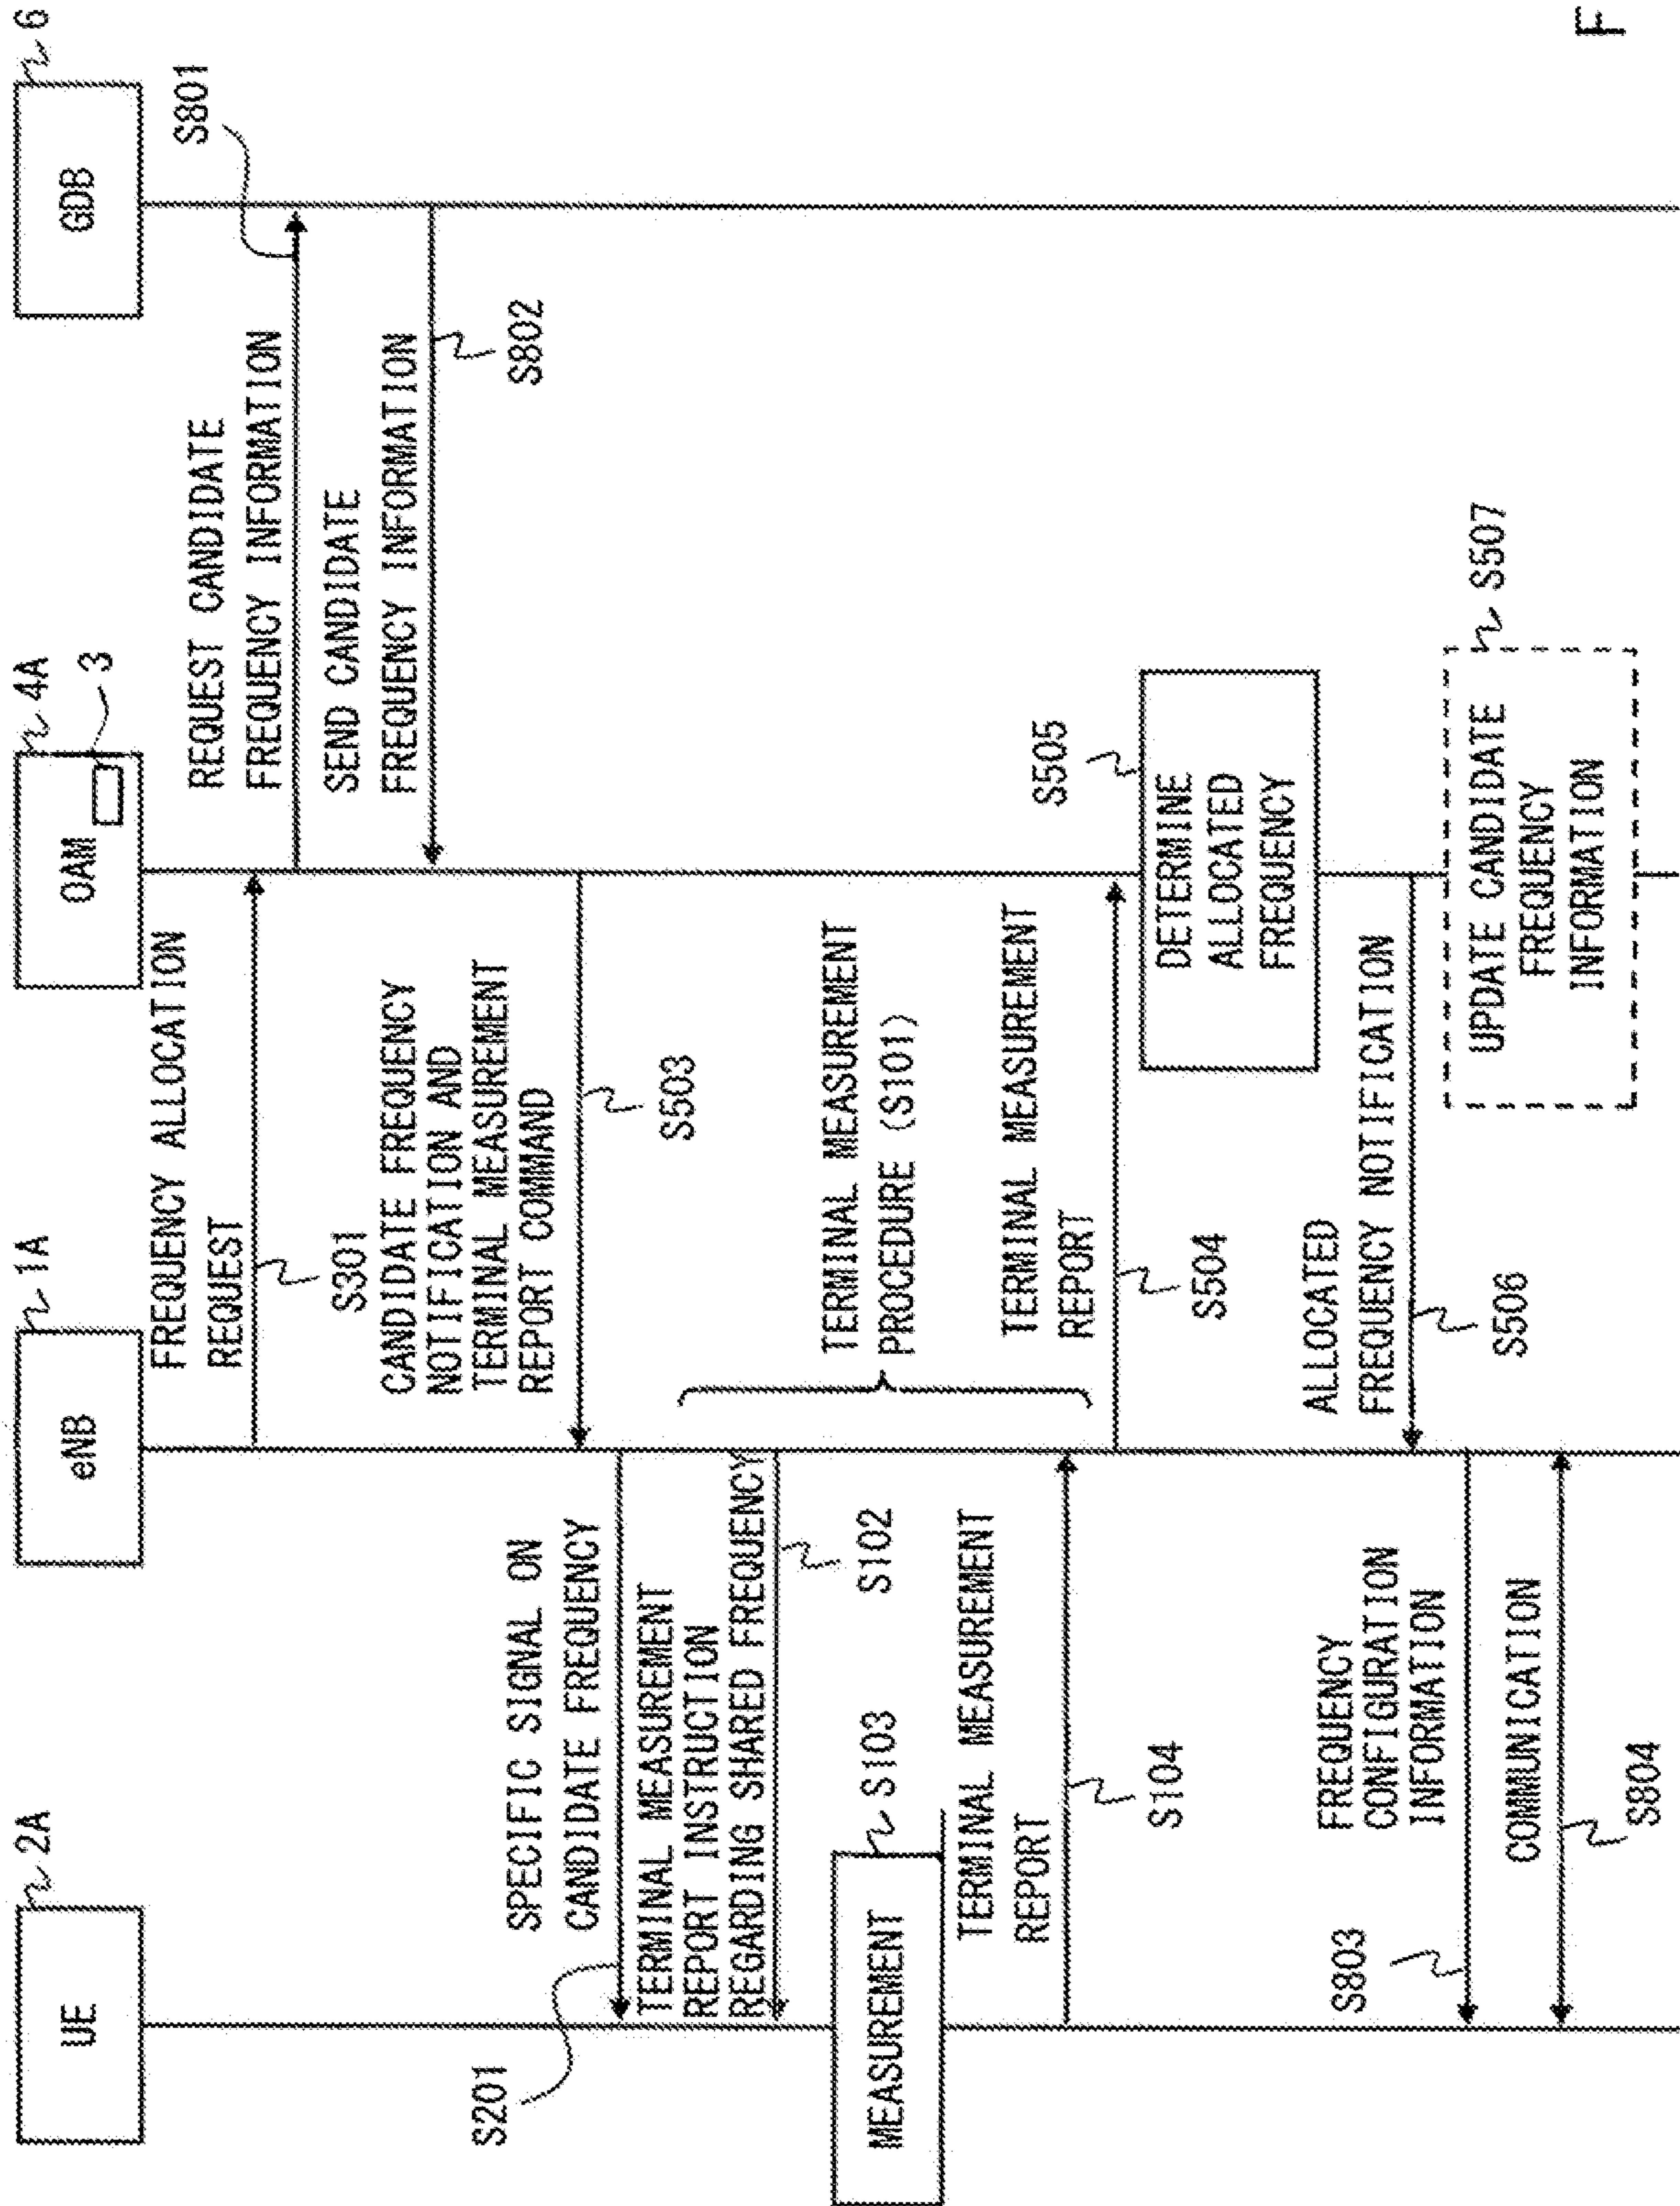 UE
2A
eNB
1A
OAM
4A
3
GDB
6
FREQUENCY ALLOCATION
REQUEST
S301
REQUEST CANDIDATE
FREQUENCY INFORMATION
S801
SEND CANDIDATE
FREQUENCY INFORMATION
S802
CANDIDATE FREQUENCY
NOTIFICATION AND
TERMINAL MEASUREMENT
REPORT COMMAND
S503
SPECIFIC SIGNAL ON
CANDIDATE FREQUENCY
S201
TERMINAL MEASUREMENT
REPORT INSTRUCTION
REGARDING SHARED FREQUENCY
S102
TERMINAL MEASUREMENT
PROCEDURE (S101)
MEASUREMENT
S103
TERMINAL MEASUREMENT
REPORT
S104
TERMINAL MEASUREMENT
REPORT
S504
DETERMINE
ALLOCATED
FREQUENCY
S505
ALLOCATED
FREQUENCY NOTIFICATION
S506
UPDATE CANDIDATE
FREQUENCY
INFORMATION
S507
FREQUENCY
CONFIGURATION
INFORMATION
S803
COMMUNICATION
S804
F